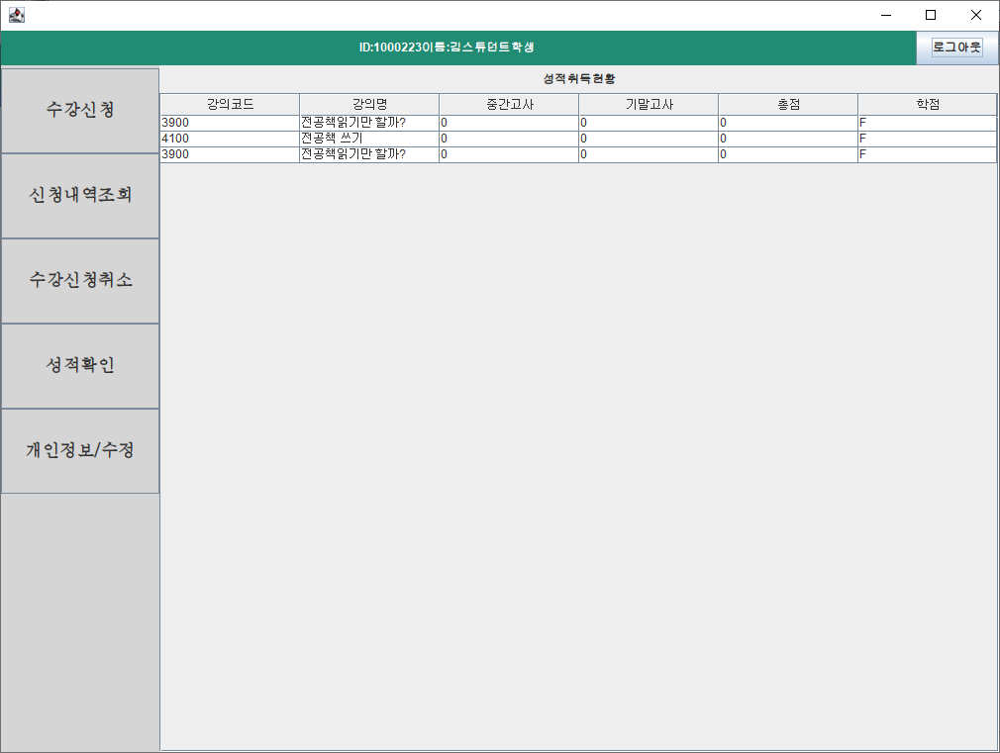 ID:1000223이름:김스튜던트학생
로그아웃
수강신청
신청내역조회
수강신청취소
성적확인
개인정보/수정
성적취득현황
강의코드 강의명 중간고사 기말고사 총점 학점
3900 전공책읽기만 할까? 0 0 0 F
4100 전공책 쓰기 0 0 0 F
3900 전공책읽기만 할까? 0 0 0 F